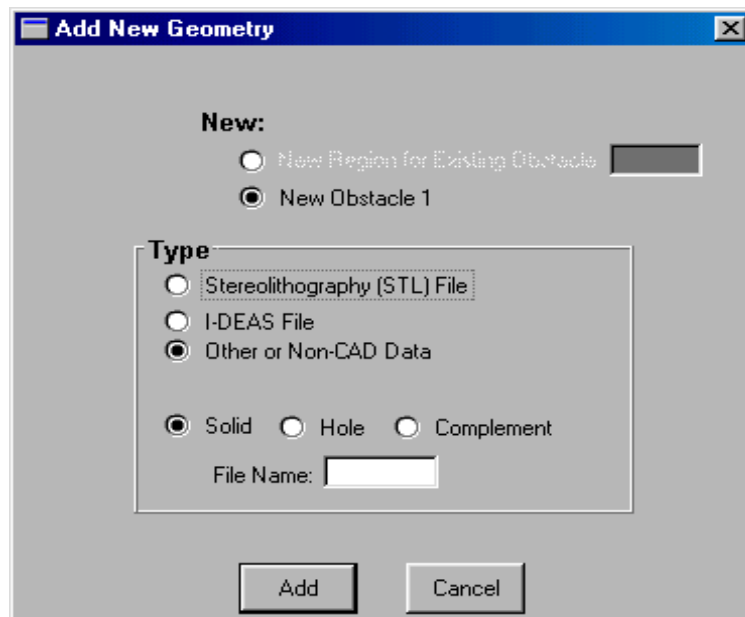 Add New Geometry
New:
New Region for Existing Obstacle
New Obstacle 1
Type
Stereolithography (STL) File
I-DEAS File
Other or Non-CAD Data
Solid Hole Complement
File Name:
Add Cancel